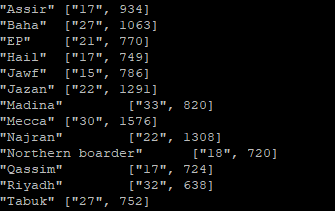 "Assir" ["17", 934]
"Baha" ["27", 1063]
"EP" ["21", 770]
"Hail" ["17", 749]
"Jawf" ["15", 786]
"Jazan" ["22", 1291]
"Madina" ["33", 820]
"Mecca" ["30", 1576]
"Najran" ["22", 1308]
"Northern boarder" ["18", 720]
"Qassim" ["17", 724]
"Riyadh" ["32", 638]
"Tabuk" ["27", 752]